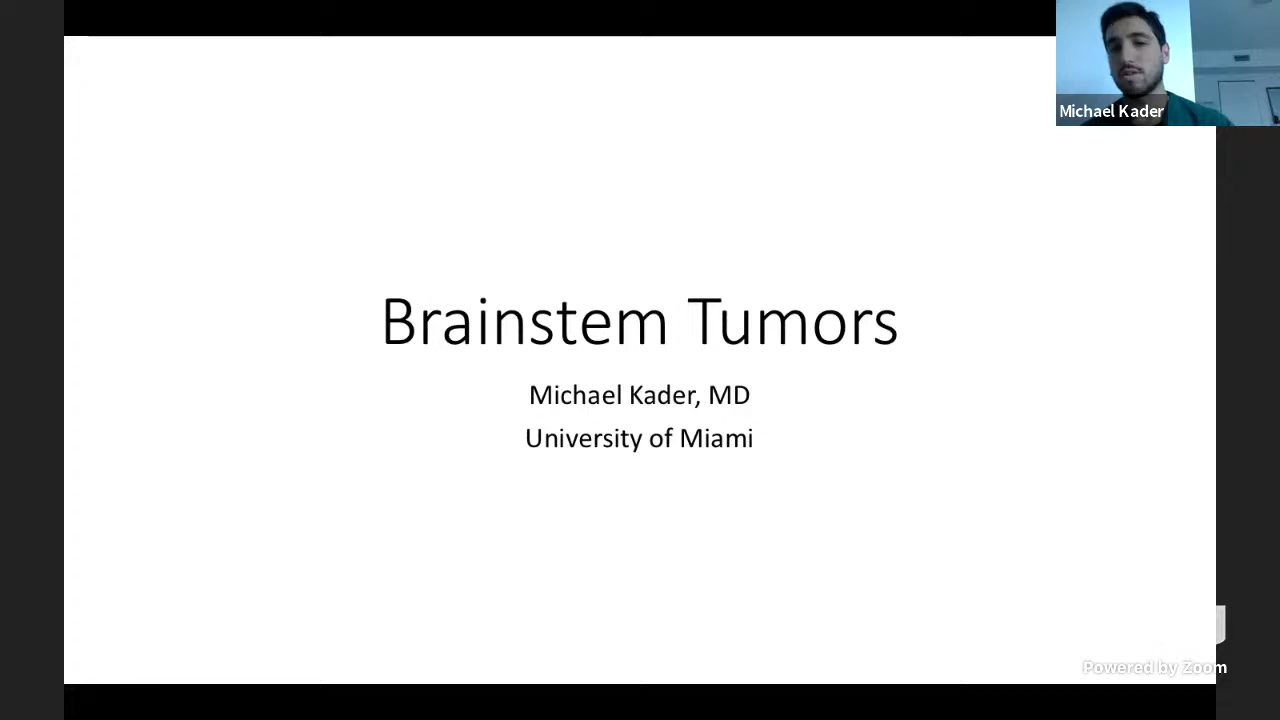 Michael Kader
Brainstem Tumors
Michael Kader, MD
University of Miami
Powered by Zoom